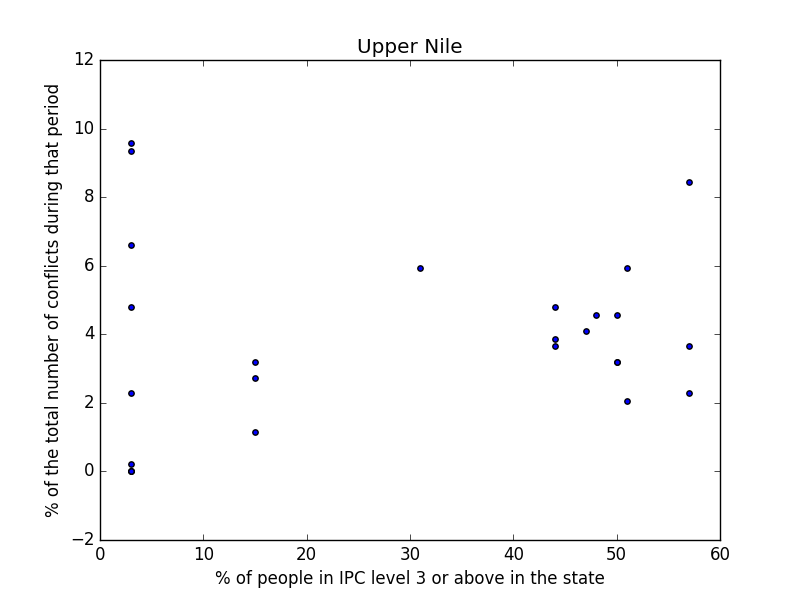 Upper Nile
% of the total number of conflicts during that period
12
10
8
6
4
2
0
−2
0 10 20 30 40 50 60
% of people in IPC level 3 or above in the state